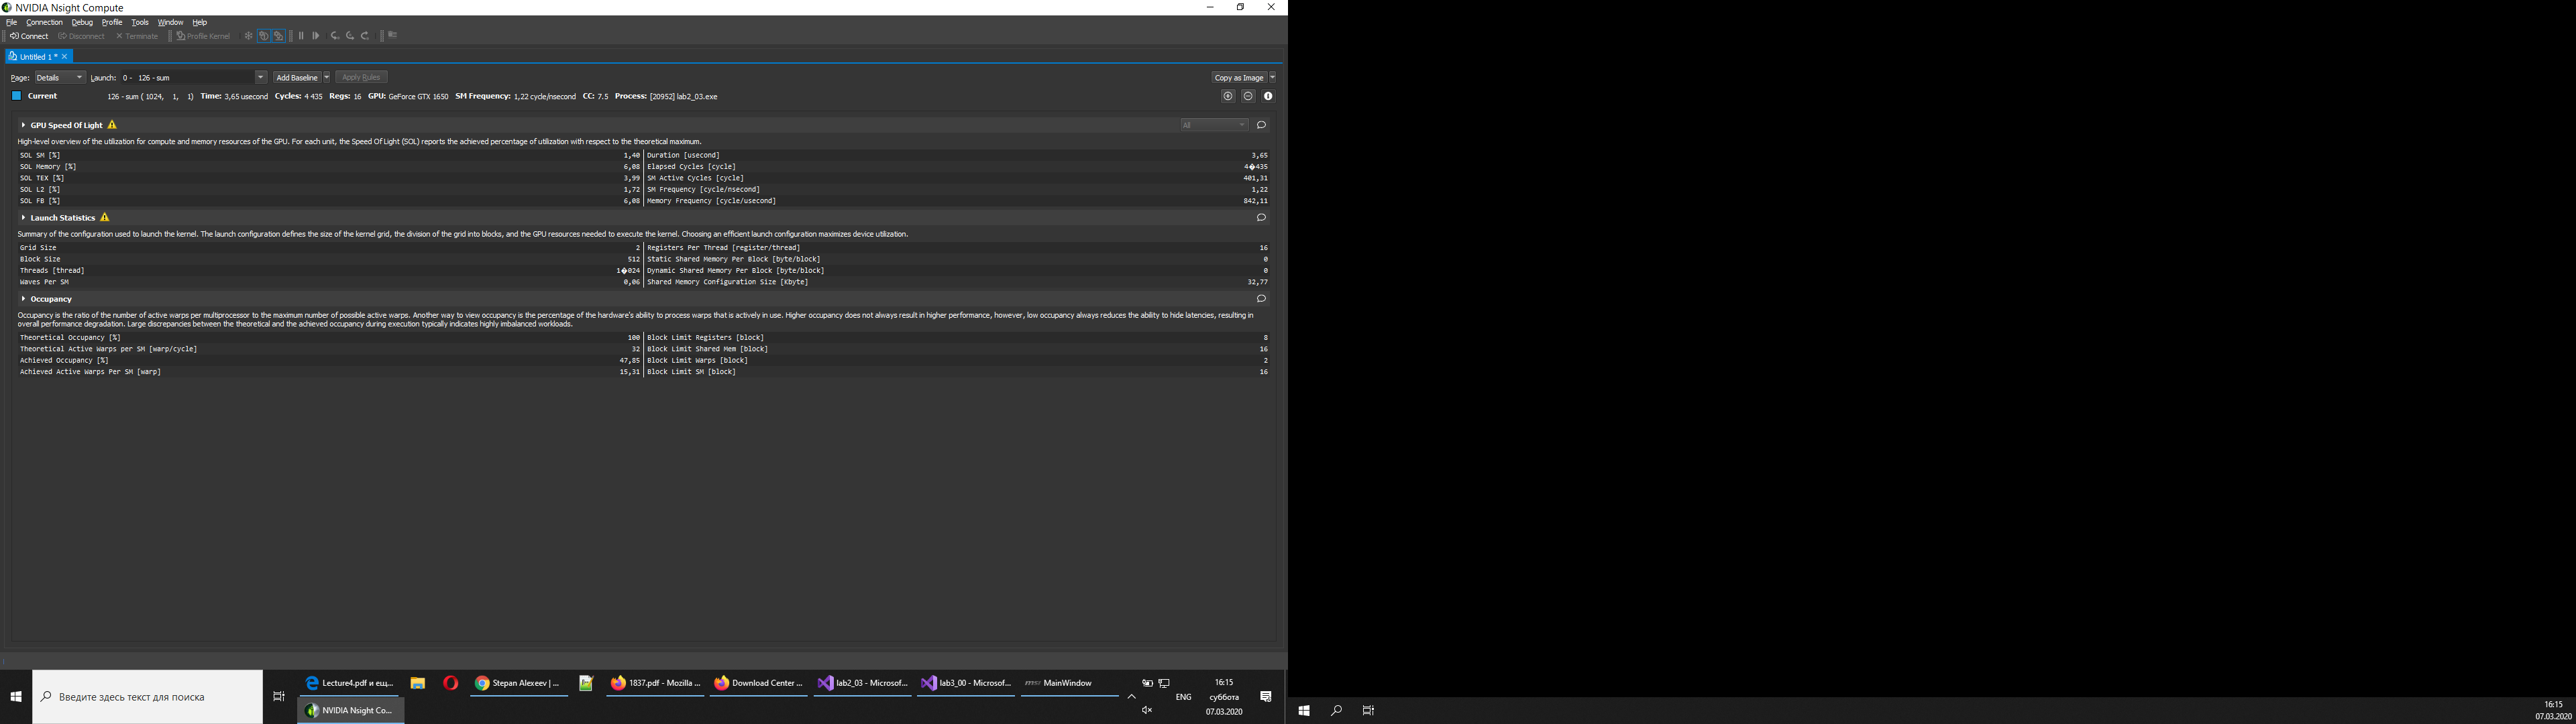 NVIDIA Nsight Compute
File Connection Debug Profile Tools Window Help
Connect Disconnect Terminate Profile Kernel
Untitled 1 *
Page: Details Launch: 0 - 126 - sum Add Baseline Apply Rules Copy as Image
Current 126 - sum ( 1024, 1, 1) Time: 3,65 usecond Cycles: 4 435 Regs: 16 GPU: GeForce GTX 1650 SM Frequency: 1,22 cycle/nsecond CC: 7.5 Process: [20952] lab2_03.exe
GPU Speed Of Light All
High-level overview of the utilization for compute and memory resources of the GPU. For each unit, the Speed Of Light (SOL) reports the achieved percentage of utilization with respect to the theoretical maximum.
SOL SM [%] 1,40 Duration [usecond] 3,65
SOL Memory [%] 6,08 Elapsed Cycles [cycle] 4�435
SOL TEX [%] 3,99 SM Active Cycles [cycle] 401,31
SOL L2 [%] 1,72 SM Frequency [cycle/nsecond] 1,22
SOL FB [%] 6,08 Memory Frequency [cycle/usecond] 842,11
Launch Statistics
Summary of the configuration used to launch the kernel. The launch configuration defines the size of the kernel grid, the division of the grid into blocks, and the GPU resources needed to execute the kernel. Choosing an efficient launch configuration maximizes device utilization.
Grid Size 2 Registers Per Thread [register/thread] 16
Block Size 512 Static Shared Memory Per Block [byte/block] 0
Threads [thread] 1�024 Dynamic Shared Memory Per Block [byte/block] 0
Waves Per SM 0,06 Shared Memory Configuration Size [Kbyte] 32,77
Occupancy
Occupancy is the ratio of the number of active warps per multiprocessor to the maximum number of possible active warps. Another way to view occupancy is the percentage of the hardware's ability to process warps that is actively in use. Higher occupancy does not always result in higher performance, however, low occupancy always reduces the ability to hide latencies, resulting in
overall performance degradation. Large discrepancies between the theoretical and the achieved occupancy during execution typically indicates highly imbalanced workloads.
Theoretical Occupancy [%] 100 Block Limit Registers [block] 8
Theoretical Active Warps per SM [warp/cycle] 32 Block Limit Shared Mem [block] 16
Achieved Occupancy [%] 47,85 Block Limit Warps [block] 2
Achieved Active Warps Per SM [warp] 15,31 Block Limit SM [block] 16
Введите здесь текст для поиска
Lecture4.pdf и ещ... Stepan Alexeev | ... 1837.pdf - Mozilla ... Download Center ... lab2_03 - Microsof... lab3_00 - Microsof... msi MainWindow
NVIDIA Nsight Co...
ENG
16:15
суббота
07.03.2020
16:15
07.03.2020